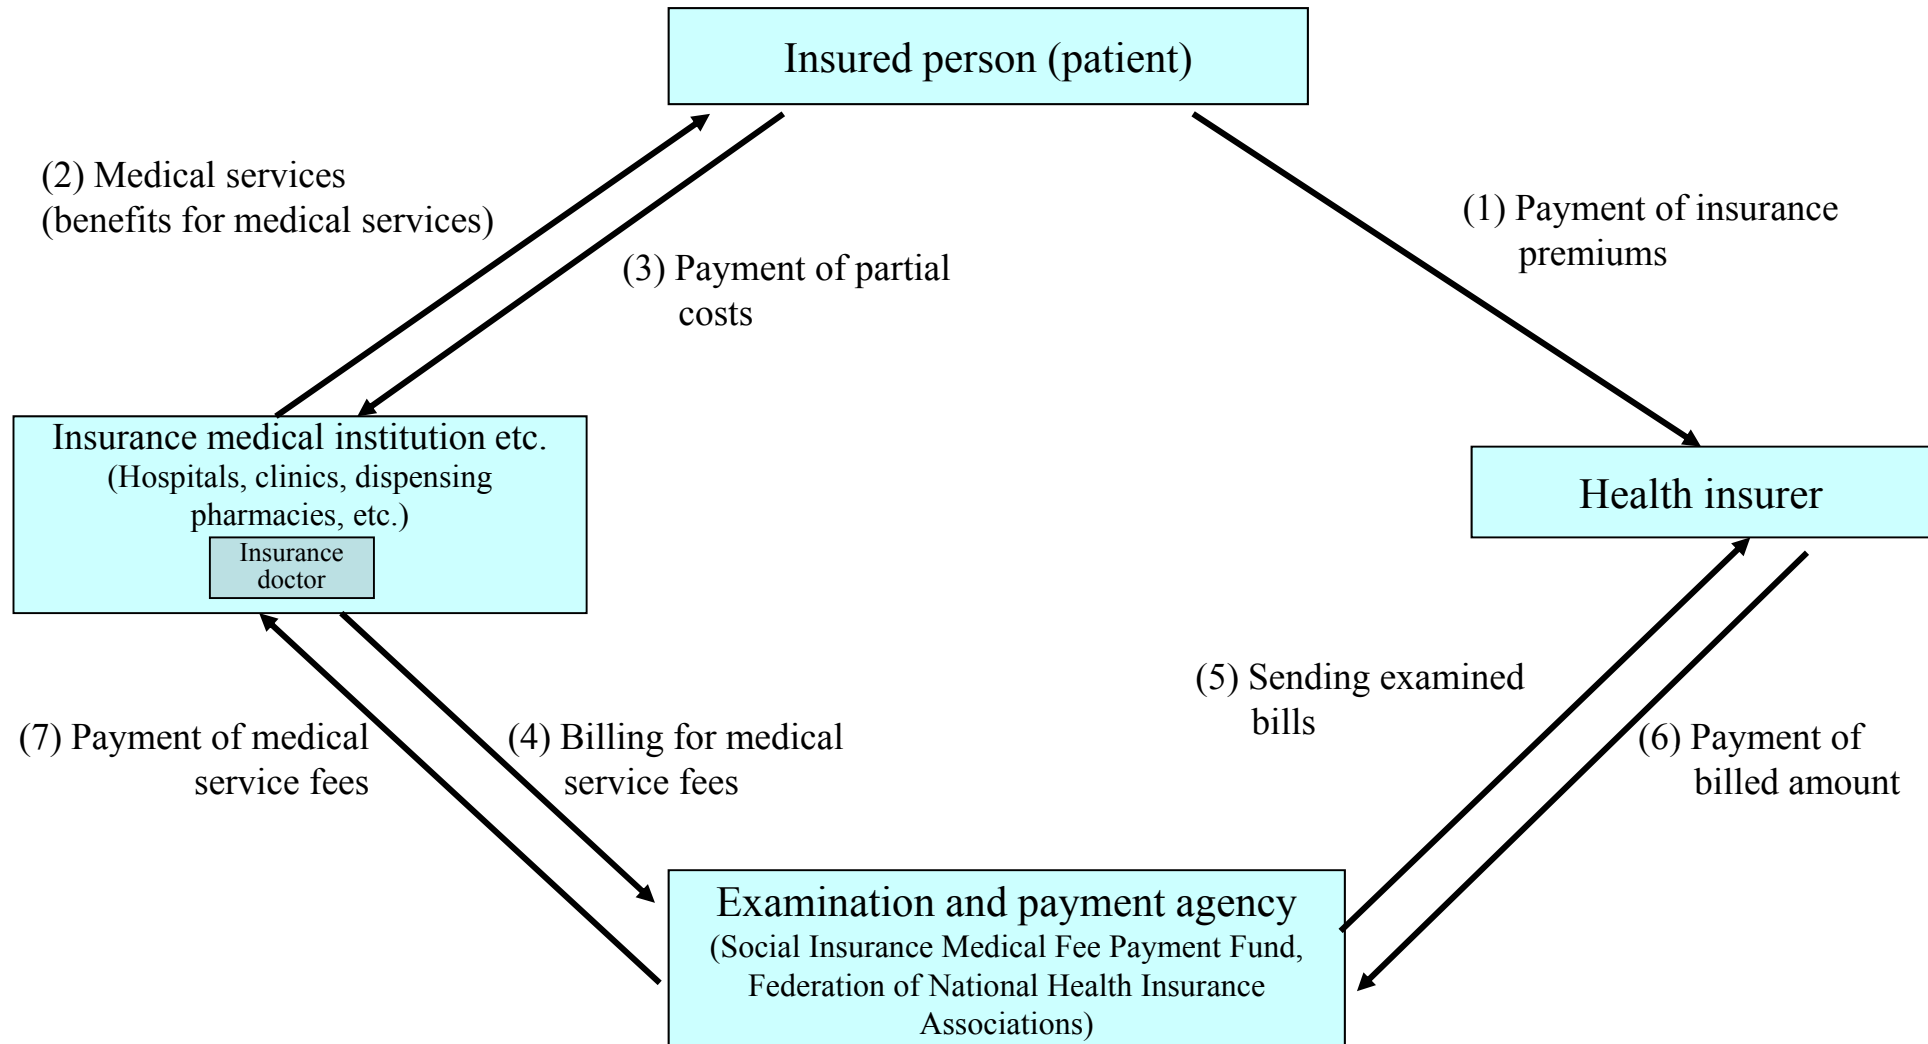 Insured person (patient)
(2) Medical services
(benefits for medical services)
(1) Payment of insurance
premiums
(3) Payment of partial
costs
Insurance medical institution etc.
(Hospitals, clinics, dispensing
pharmacies, etc.)
Insurance
doctor
Health insurer
(5) Sending examined
bills
(7) Payment of medical
service fees
(4) Billing for medical
service fees
(6) Payment of
billed amount
Examination and payment agency
(Social Insurance Medical Fee Payment Fund,
Federation of National Health Insurance
Associations)